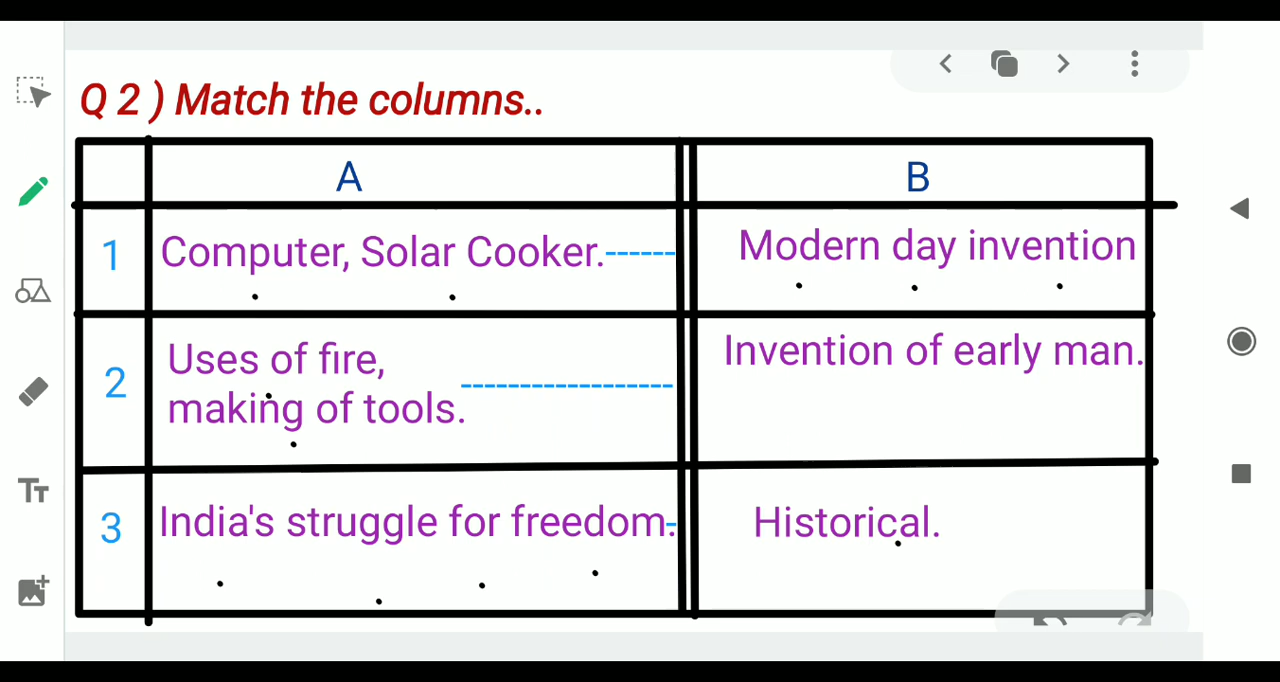 Q 2 ) Match the columns..
A B
1 Computer, Solar Cooker.------ Modern day invention
2 Uses of fire,
making of tools. ------------------ Invention of early man.
3 India's struggle for freedom.- Historical.
Tт